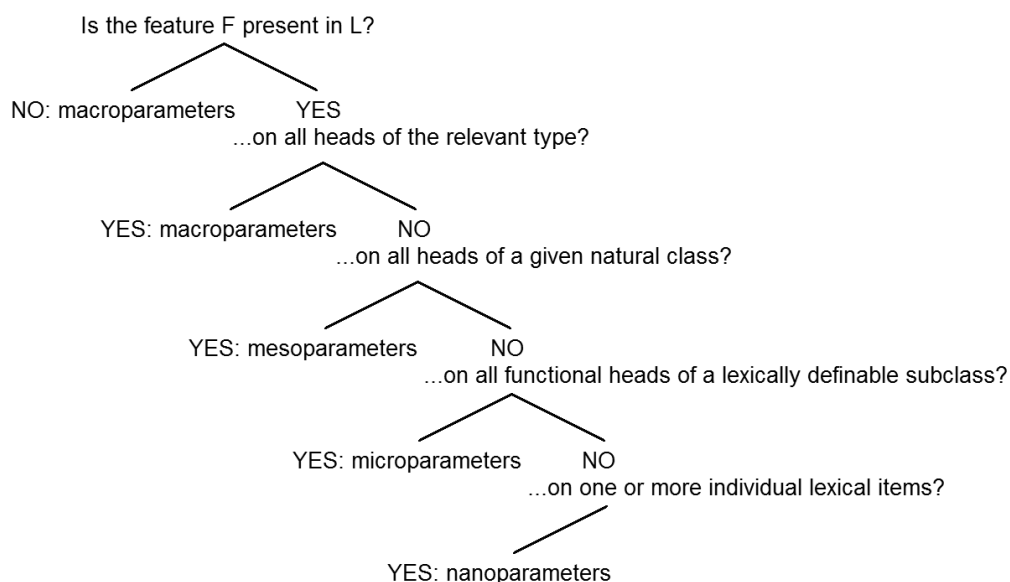 Is the feature F present in L?
NO: macroparameters YES
...on all heads of the relevant type?
YES: macroparameters NO
...on all heads of a given natural class?
YES: mesoparameters NO
...on all functional heads of a lexically definable subclass?
YES: microparameters NO
...on one or more individual lexical items?
YES: nanoparameters